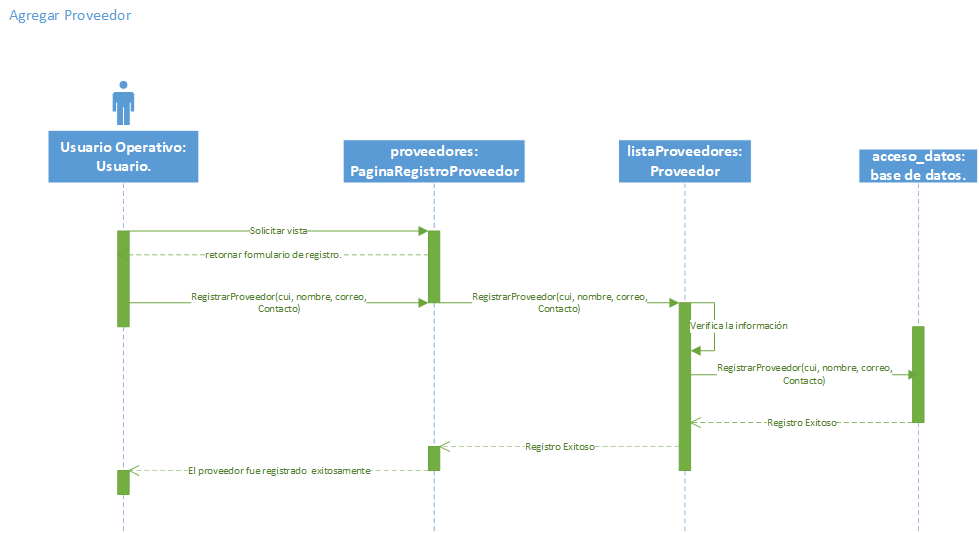 Agregar Proveedor
Usuario Operativo:
Usuario.
proveedores:
PaginaRegistroProveedor
listaProveedores:
Proveedor
acceso_datos:
base de datos.
Solicitar vista
retornar formulario de registro.
RegistrarProveedor(cui, nombre, correo,
Contacto)
RegistrarProveedor(cui, nombre, correo,
Contacto)
Verifica la información
RegistrarProveedor(cui, nombre, correo,
Contacto)
Registro Exitoso
Registro Exitoso
El proveedor fue registrado exitosamente